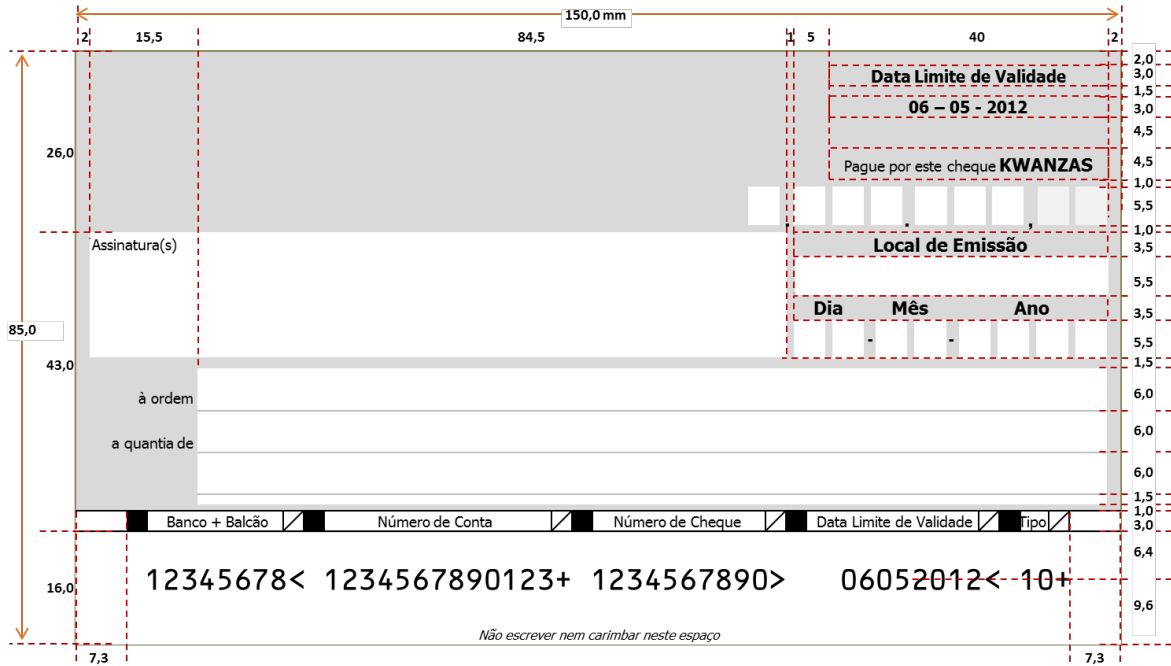 150,0 mm
2 15,5 84,5 1 5 40 2
2,0
Data Limite de Validade 3,0
1,5
06 – 05 - 2012 3,0
4,5
26,0
Pague por este cheque KWANZAS 4,5
1,0
5,5
, . . ,
1,0
Assinatura(s) Local de Emissão 3,5
5,5
Dia Mês Ano 3,5
85,0
- - 5,5
43,0 1,5
à ordem 6,0
a quantia de 6,0
6,0
1,5
1,0
Banco + Balcão Número de Conta Número de Cheque Data Limite de Validade Tipo 3,0
6,4
16,0 12345678< 1234567890123+ 1234567890> 06052012< 10+
9,6
Não escrever nem carimbar neste espaço
7,3 7,3